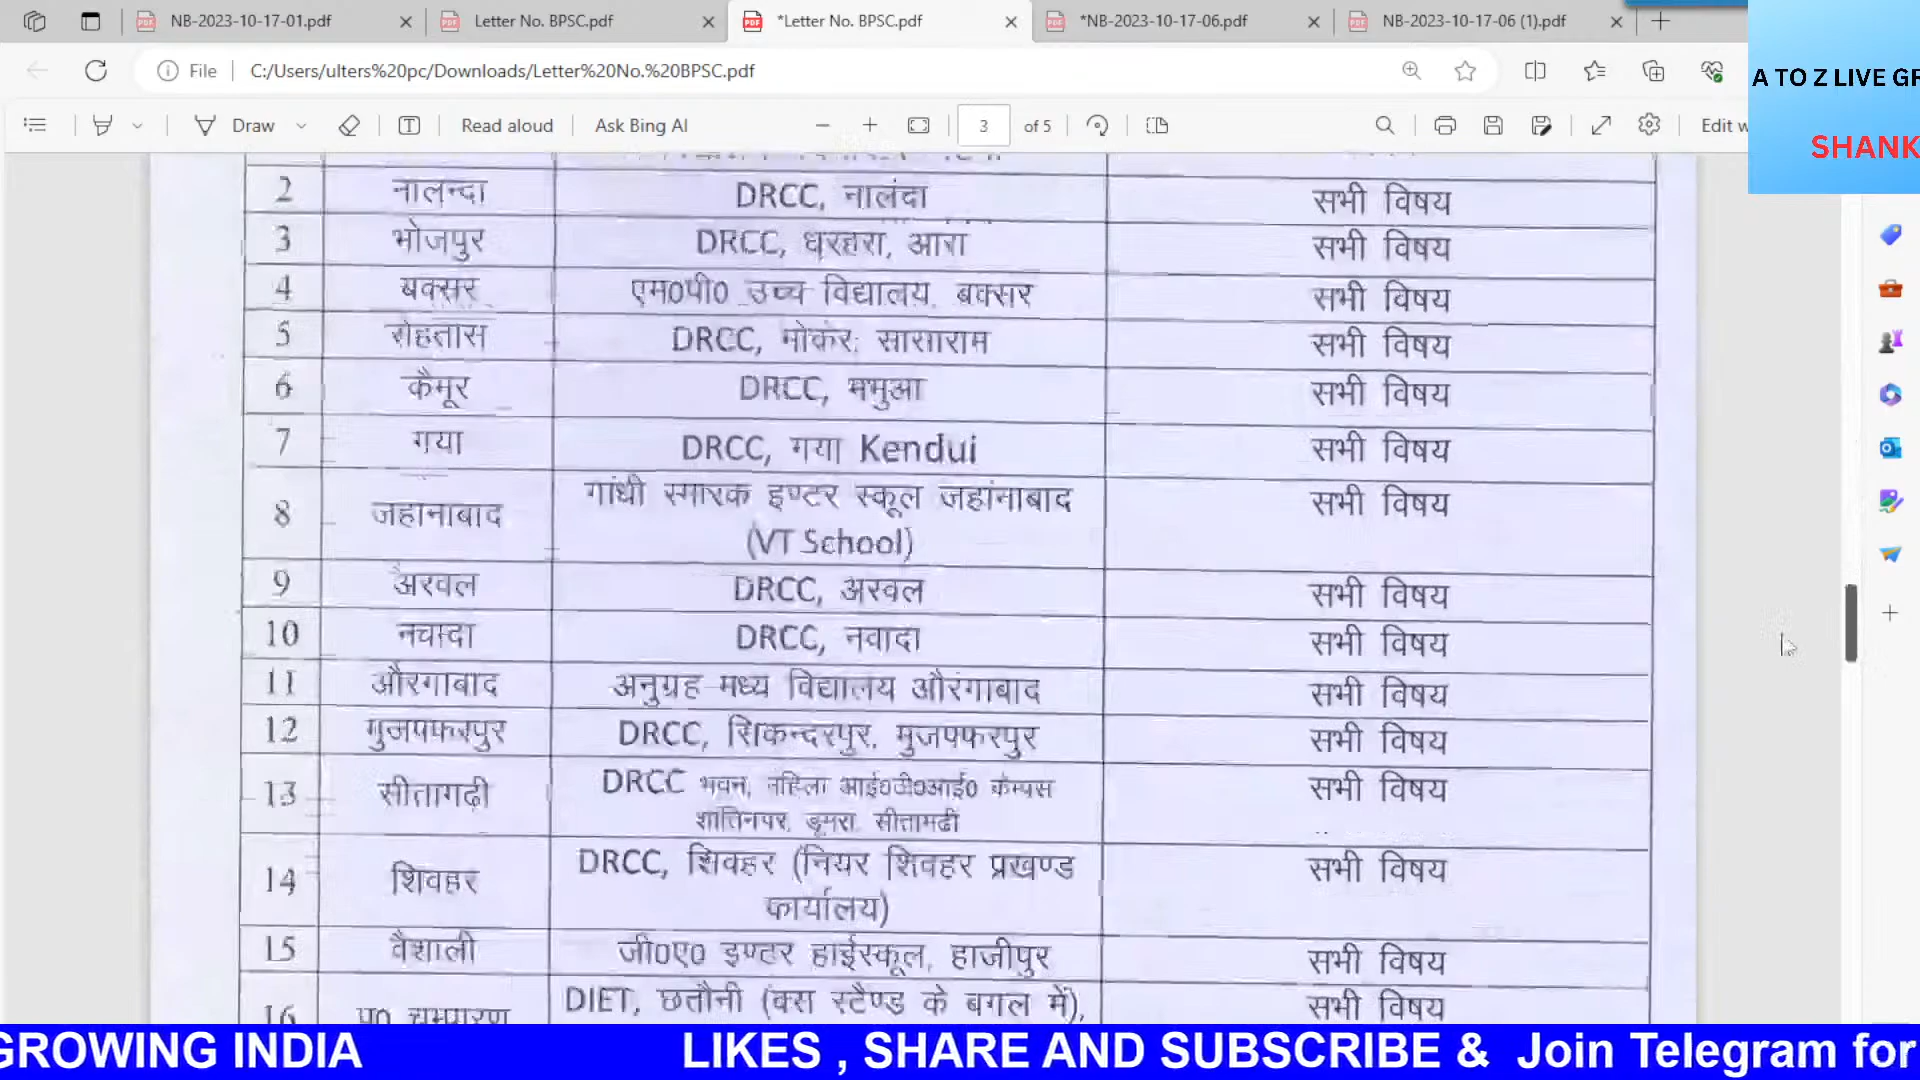 NB-2023-10-17-01.pdf
Letter No. BPSC.pdf
*Letter No. BPSC.pdf
*NB-2023-10-17-06.pdf
NB-2023-10-17-06 (1).pdf
File
C:/Users/ulters%20pc/Downloads/Letter%20No.%20BPSC.pdf
A TO Z LIVE
Draw
Read aloud
Ask Bing AI
3
of 5
Edit
SHANK
2 नालन्दा DRCC, नालंदा सभी विषय
3 भोजपुर DRCC, धरहरा, आरा सभी विषय
4 बक्सर एम0पी0 उच्च विद्यालय, बक्सर सभी विषय
5 रोहतास DRCC, मोकर, सासाराम सभी विषय
6 कैमूर DRCC, भभुआ सभी विषय
7 गया DRCC, गया Kendui सभी विषय
8 जहानाबाद गांधी स्मारक इण्टर स्कूल जहांनाबाद सभी विषय
(VT School)
9 अरवल DRCC, अरवल सभी विषय
10 नवादा DRCC, नवादा सभी विषय
11 औरगाबाद अनुग्रह मध्य विद्यालय औरंगाबाद सभी विषय
12 मुजफ्फरपुर DRCC, सिकन्दरपुर, मुजफ्फरपुर सभी विषय
13 सीतामढ़ी DRCC भवन, महिला आई0टी0आई0 कैम्पस सभी विषय
डुमरा, सीतामढी
14 शिवहर DRCC, शिवहर (नियर शिवहर प्रखण्ड सभी विषय
कार्यालय)
15 वैशाली जी0ए0 इण्टर हाईस्कूल, हाजीपुर सभी विषय
16 DIET, छतौनी (बस स्टैण्ड के बगल में), सभी विषय
GROWING INDIA LIKES , SHARE AND SUBSCRIBE & Join Telegram for